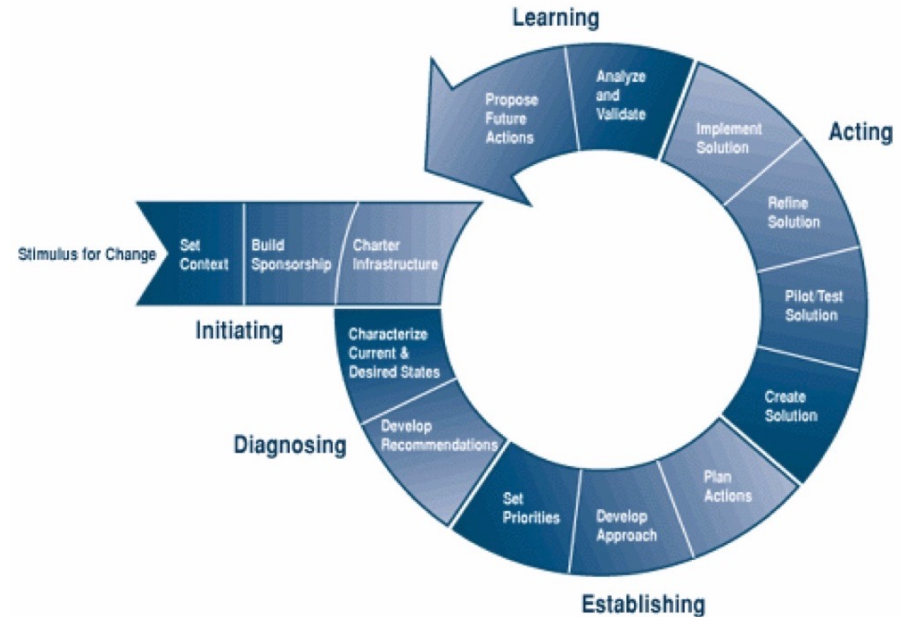 Learning
Propose
Future
Actions
Analyze
and
Validate
Implement
Solution
Acting
Refine
Solution
Pilot/Test
Solution
Create
Solution
Stimulus for Change
Set
Context
Build
Sponsorship
Charter
Infrastructure
Initiating
Characterize
Current &
Desired States
Develop
Recommendations
Diagnosing
Set
Priorities
Develop
Approach
Plan
Actions
Establishing